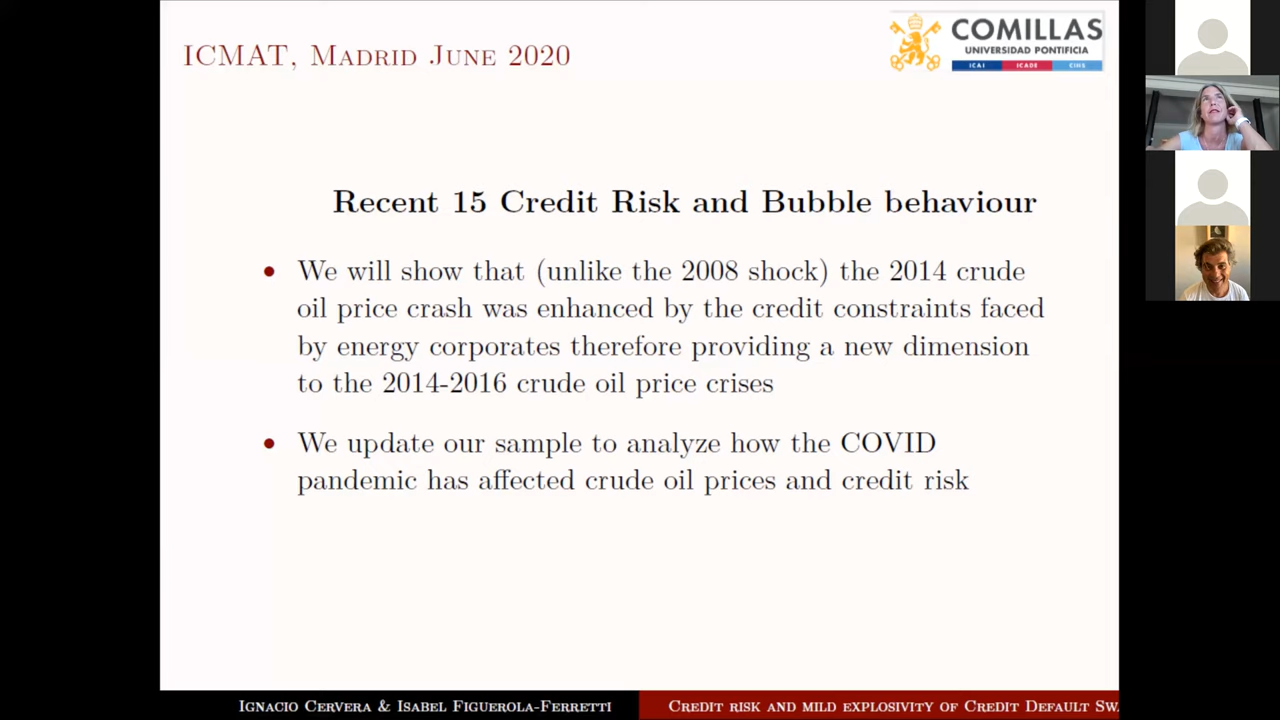 ICMAT, Madrid June 2020
COMILLAS
UNIVERSIDAD PONTIFICIA
ICAI ICADE CIHS
Recent 15 Credit Risk and Bubble behaviour
• We will show that (unlike the 2008 shock) the 2014 crude
oil price crash was enhanced by the credit constraints faced
by energy corporates therefore providing a new dimension
to the 2014-2016 crude oil price crises
• We update our sample to analyze how the COVID
pandemic has affected crude oil prices and credit risk
Ignacio Cervera & Isabel Figuerola-Ferretti
Credit risk and mild explosivity of Credit Default Sw